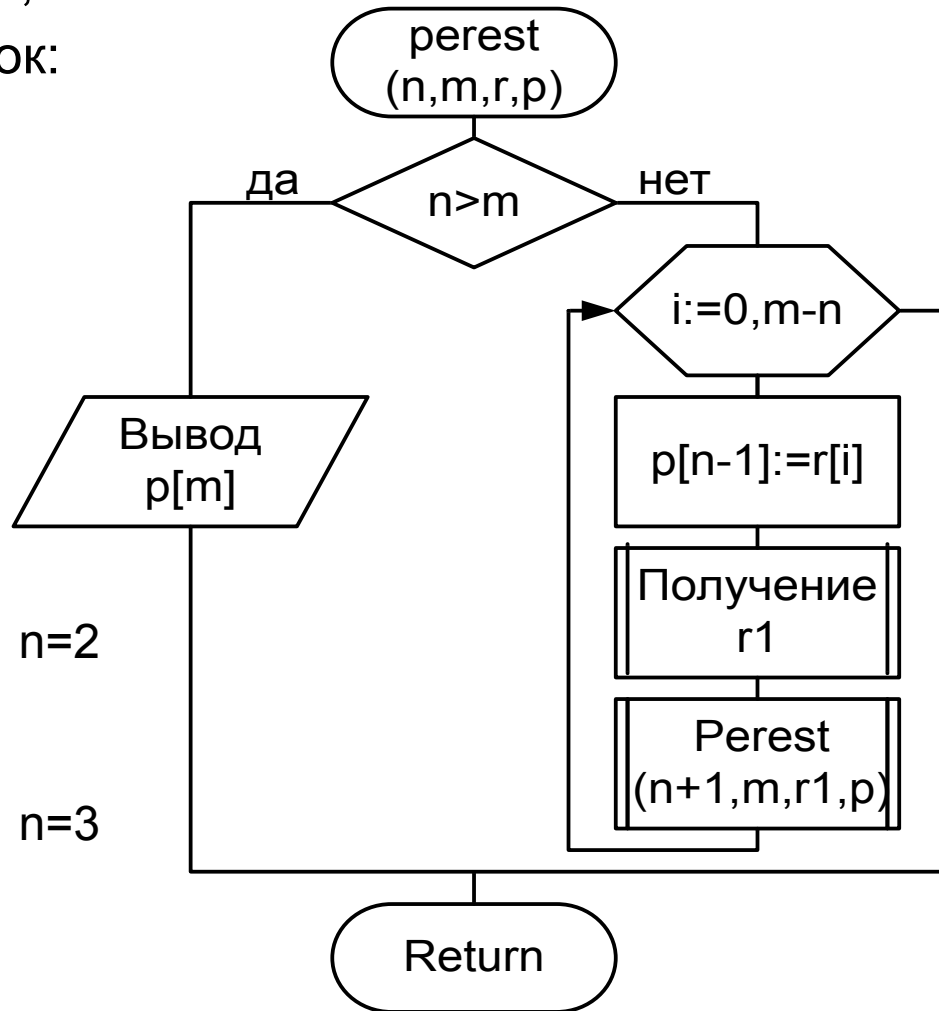 ок:
perest
(n,m,r,p)
да
n>m
нет
i:=0,m-n
Вывод
p[m]
p[n-1]:=r[i]
Получение
r1
n=2
Perest
(n+1,m,r1,p)
n=3
Return